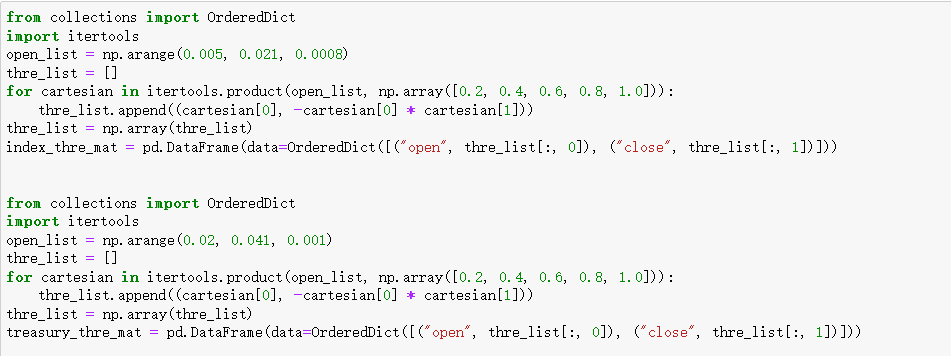 from collections import OrderedDict
import itertools
open_list = np.arange(0.005, 0.021, 0.0008)
thre_list = []
for cartesian in itertools.product(open_list, np.array([0.2, 0.4, 0.6, 0.8, 1.0])):
    thre_list.append((cartesian[0], -cartesian[0] * cartesian[1]))
thre_list = np.array(thre_list)
index_thre_mat = pd.DataFrame(data=OrderedDict([("open", thre_list[:, 0]), ("close", thre_list[:, 1])]))
from collections import OrderedDict
import itertools
open_list = np.arange(0.02, 0.041, 0.001)
thre_list = []
for cartesian in itertools.product(open_list, np.array([0.2, 0.4, 0.6, 0.8, 1.0])):
    thre_list.append((cartesian[0], -cartesian[0] * cartesian[1]))
thre_list = np.array(thre_list)
treasury_thre_mat = pd.DataFrame(data=OrderedDict([("open", thre_list[:, 0]), ("close", thre_list[:, 1])]))